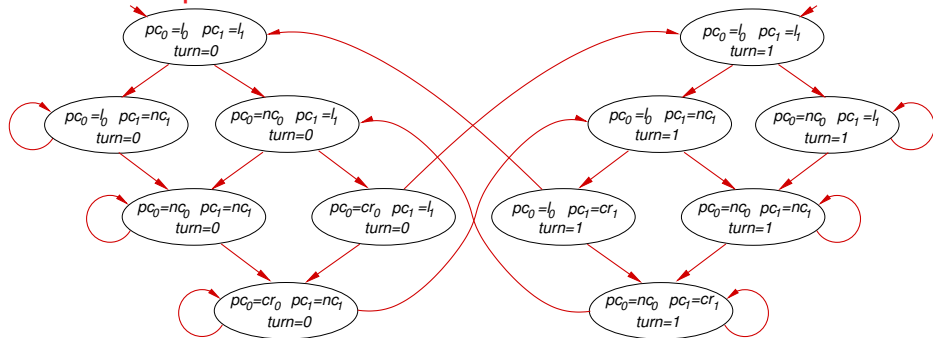 pc₀=l₀ pc₁=l₁
turn=0
pc₀=l₀ pc₁=l₁
turn=1
pc₀=l₀ pc₁=nc₁
turn=0
pc₀=nc₀ pc₁=l₁
turn=0
pc₀=l₀ pc₁=nc₁
turn=1
pc₀=nc₀ pc₁=l₁
turn=1
pc₀=nc₀ pc₁=nc₁
turn=0
pc₀=cr₀ pc₁=l₁
turn=0
pc₀=l₀ pc₁=cr₁
turn=1
pc₀=nc₀ pc₁=nc₁
turn=1
pc₀=cr₀ pc₁=nc₁
turn=0
pc₀=nc₀ pc₁=cr₁
turn=1